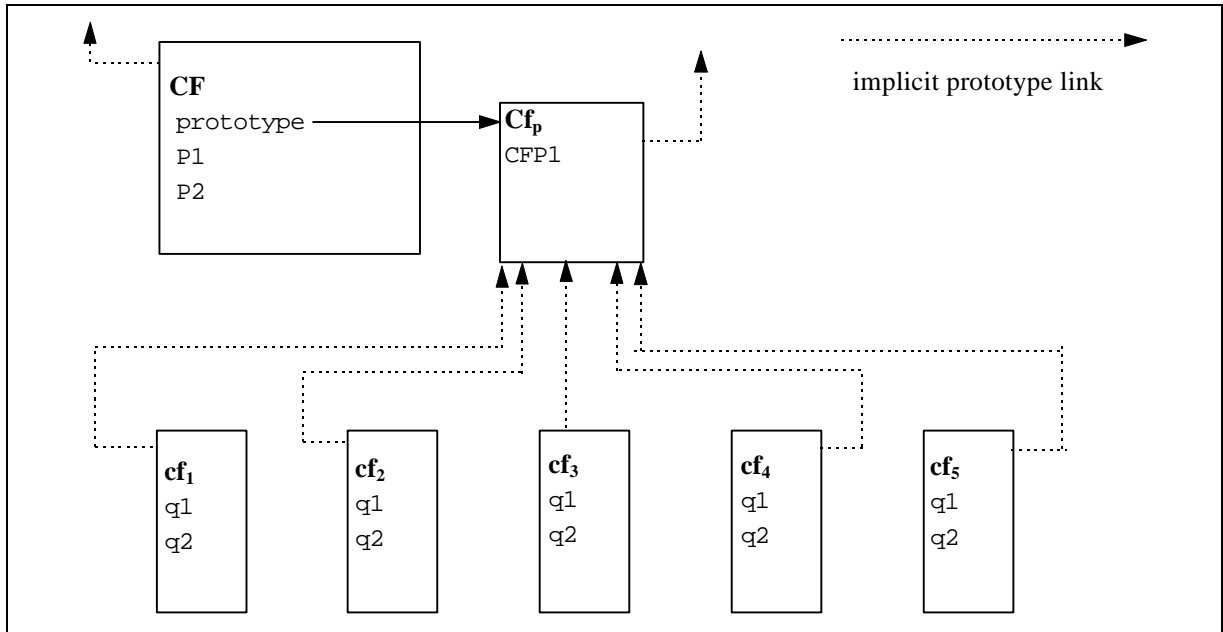 CF
prototype
P1
P2
Cfₚ
CFP1
implicit prototype link
cf₁
q1
q2
cf₂
q1
q2
cf₃
q1
q2
cf₄
q1
q2
cf₅
q1
q2